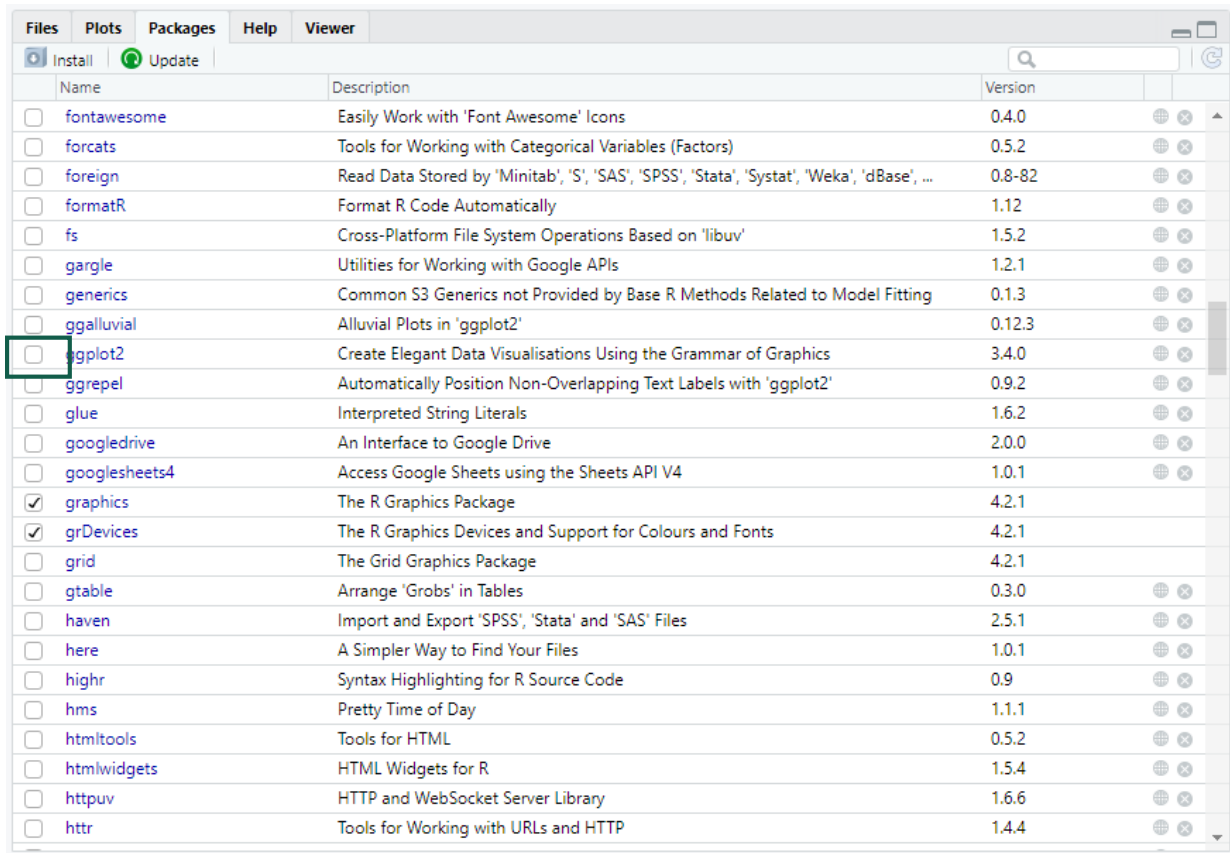 Files Plots Packages Help Viewer
Install Update
Name Description Version
fontawesome Easily Work with 'Font Awesome' Icons 0.4.0
forcats Tools for Working with Categorical Variables (Factors) 0.5.2
foreign Read Data Stored by 'Minitab', 'S', 'SAS', 'SPSS', 'Stata', 'Systat', 'Weka', 'dBase', ... 0.8-82
formatR Format R Code Automatically 1.12
fs Cross-Platform File System Operations Based on 'libuv' 1.5.2
gargle Utilities for Working with Google APIs 1.2.1
generics Common S3 Generics not Provided by Base R Methods Related to Model Fitting 0.1.3
ggalluvial Alluvial Plots in 'ggplot2' 0.12.3
ggplot2 Create Elegant Data Visualisations Using the Grammar of Graphics 3.4.0
ggrepel Automatically Position Non-Overlapping Text Labels with 'ggplot2' 0.9.2
glue Interpreted String Literals 1.6.2
googledrive An Interface to Google Drive 2.0.0
googlesheets4 Access Google Sheets using the Sheets API V4 1.0.1
graphics The R Graphics Package 4.2.1
grDevices The R Graphics Devices and Support for Colours and Fonts 4.2.1
grid The Grid Graphics Package 4.2.1
gtable Arrange 'Grobs' in Tables 0.3.0
haven Import and Export 'SPSS', 'Stata' and 'SAS' Files 2.5.1
here A Simpler Way to Find Your Files 1.0.1
highr Syntax Highlighting for R Source Code 0.9
hms Pretty Time of Day 1.1.1
htmltools Tools for HTML 0.5.2
htmlwidgets HTML Widgets for R 1.5.4
httpuv HTTP and WebSocket Server Library 1.6.6
httr Tools for Working with URLs and HTTP 1.4.4